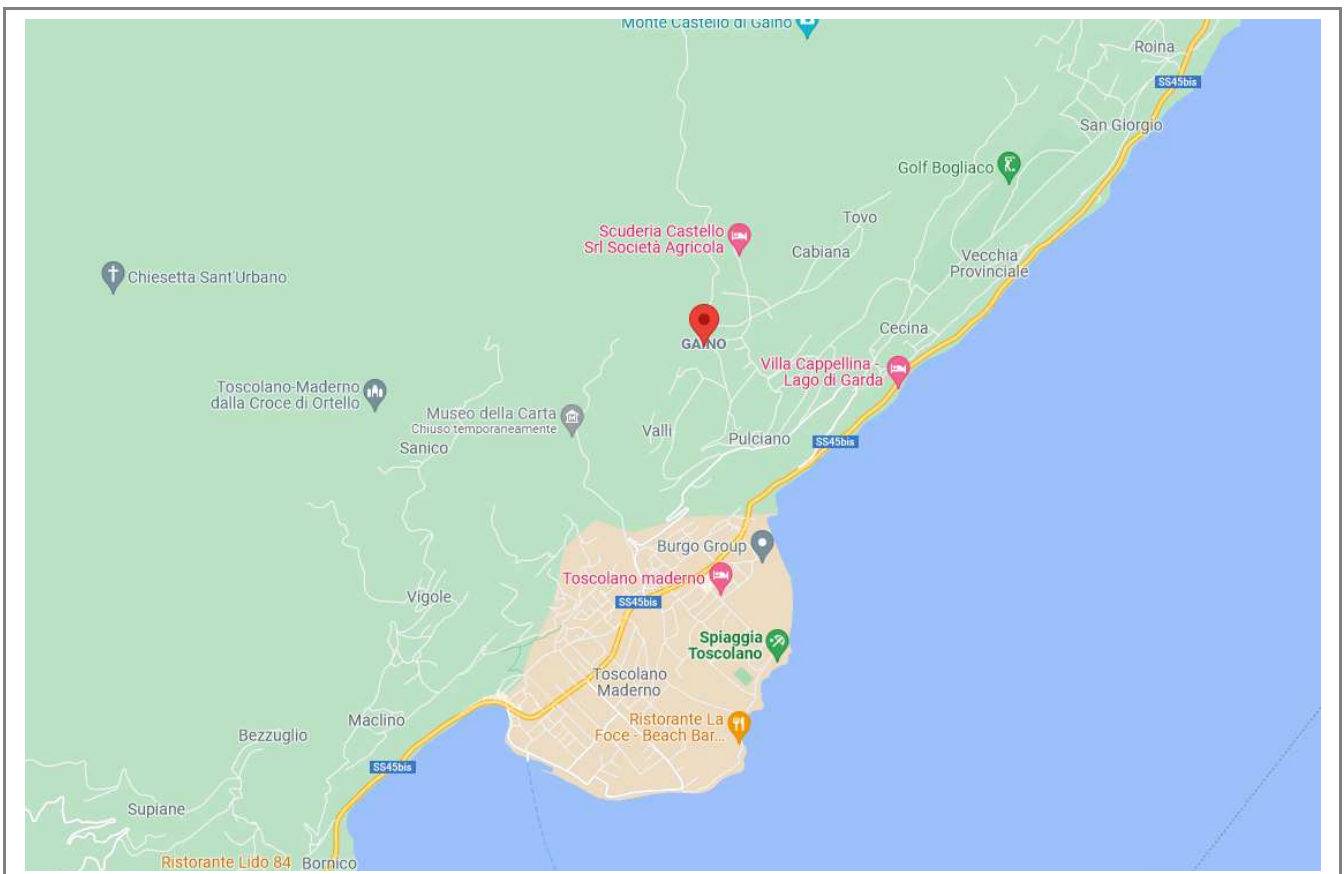 Monte Castello di Gaino
Roina
SS45bis
San Giorgio
Golf Bogliaco
Tovo
Scuderia Castello
Srl Società Agricola
Cabiana
Vecchia
Provinciale
Chiesetta Sant'Urbano
Cecina
GAINO
Villa Cappellina -
Lago di Garda
Toscolano-Maderno
dalla Croce di Ortello
Museo della Carta
Chiuso temporaneamente
Valli
Pulciano
SS45bis
Sanico
Burgo Group
Toscolano maderno
Vigole
SS45bis
Spiaggia
Toscolano
Toscolano
Maderno
Maclino
Ristorante La
Foce - Beach Bar...
Bezzuglio
SS45bis
Supiane
Ristorante Lido 84
Bornico